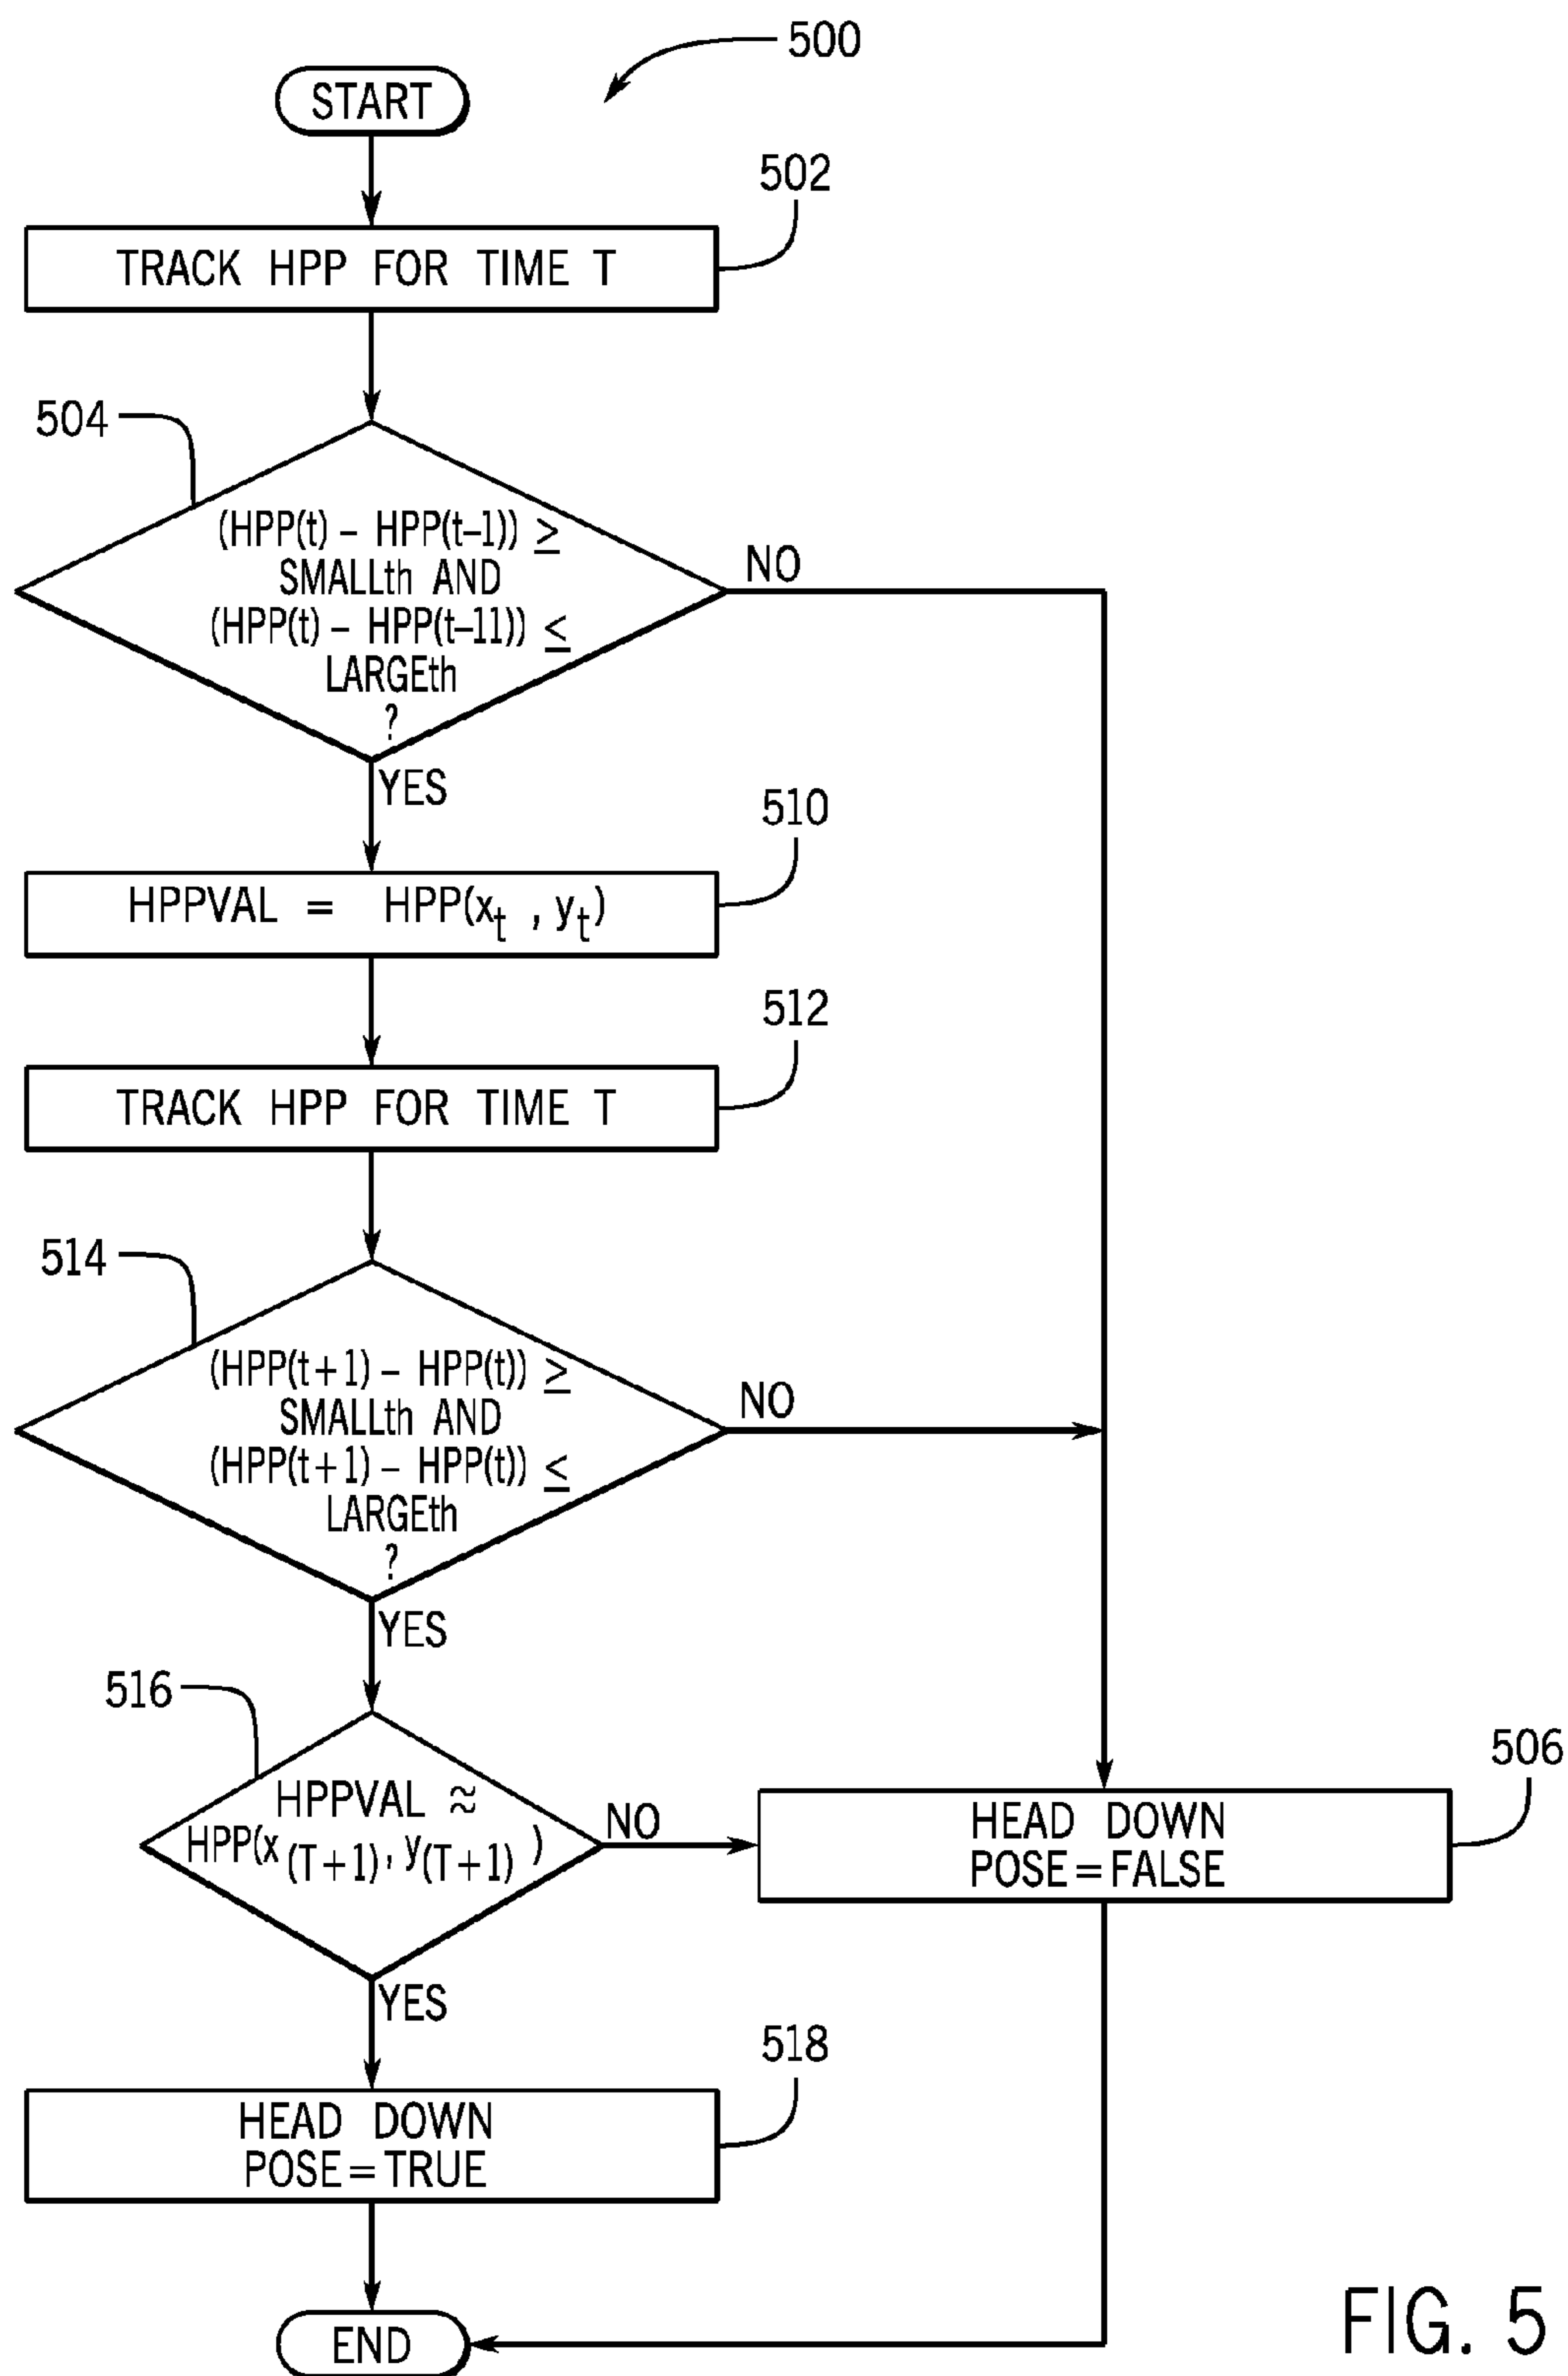 500
START
502
TRACK HPP FOR TIME T
504
(HPP(t) – HPP(t–1)) ≥
SMALLth AND
(HPP(t) – HPP(t–11)) ≤
LARGEth
?
NO
YES
510
HPPVAL = HPP(xt , yt)
512
TRACK HPP FOR TIME T
514
(HPP(t+1) – HPP(t)) ≥
SMALLth AND
(HPP(t+1) – HPP(t)) ≤
LARGEth
?
NO
YES
516
HPPVAL ≈
HPP(x(T+1), y(T+1) )
NO
506
HEAD DOWN
POSE=FALSE
YES
518
HEAD DOWN
POSE=TRUE
END
FIG. 5